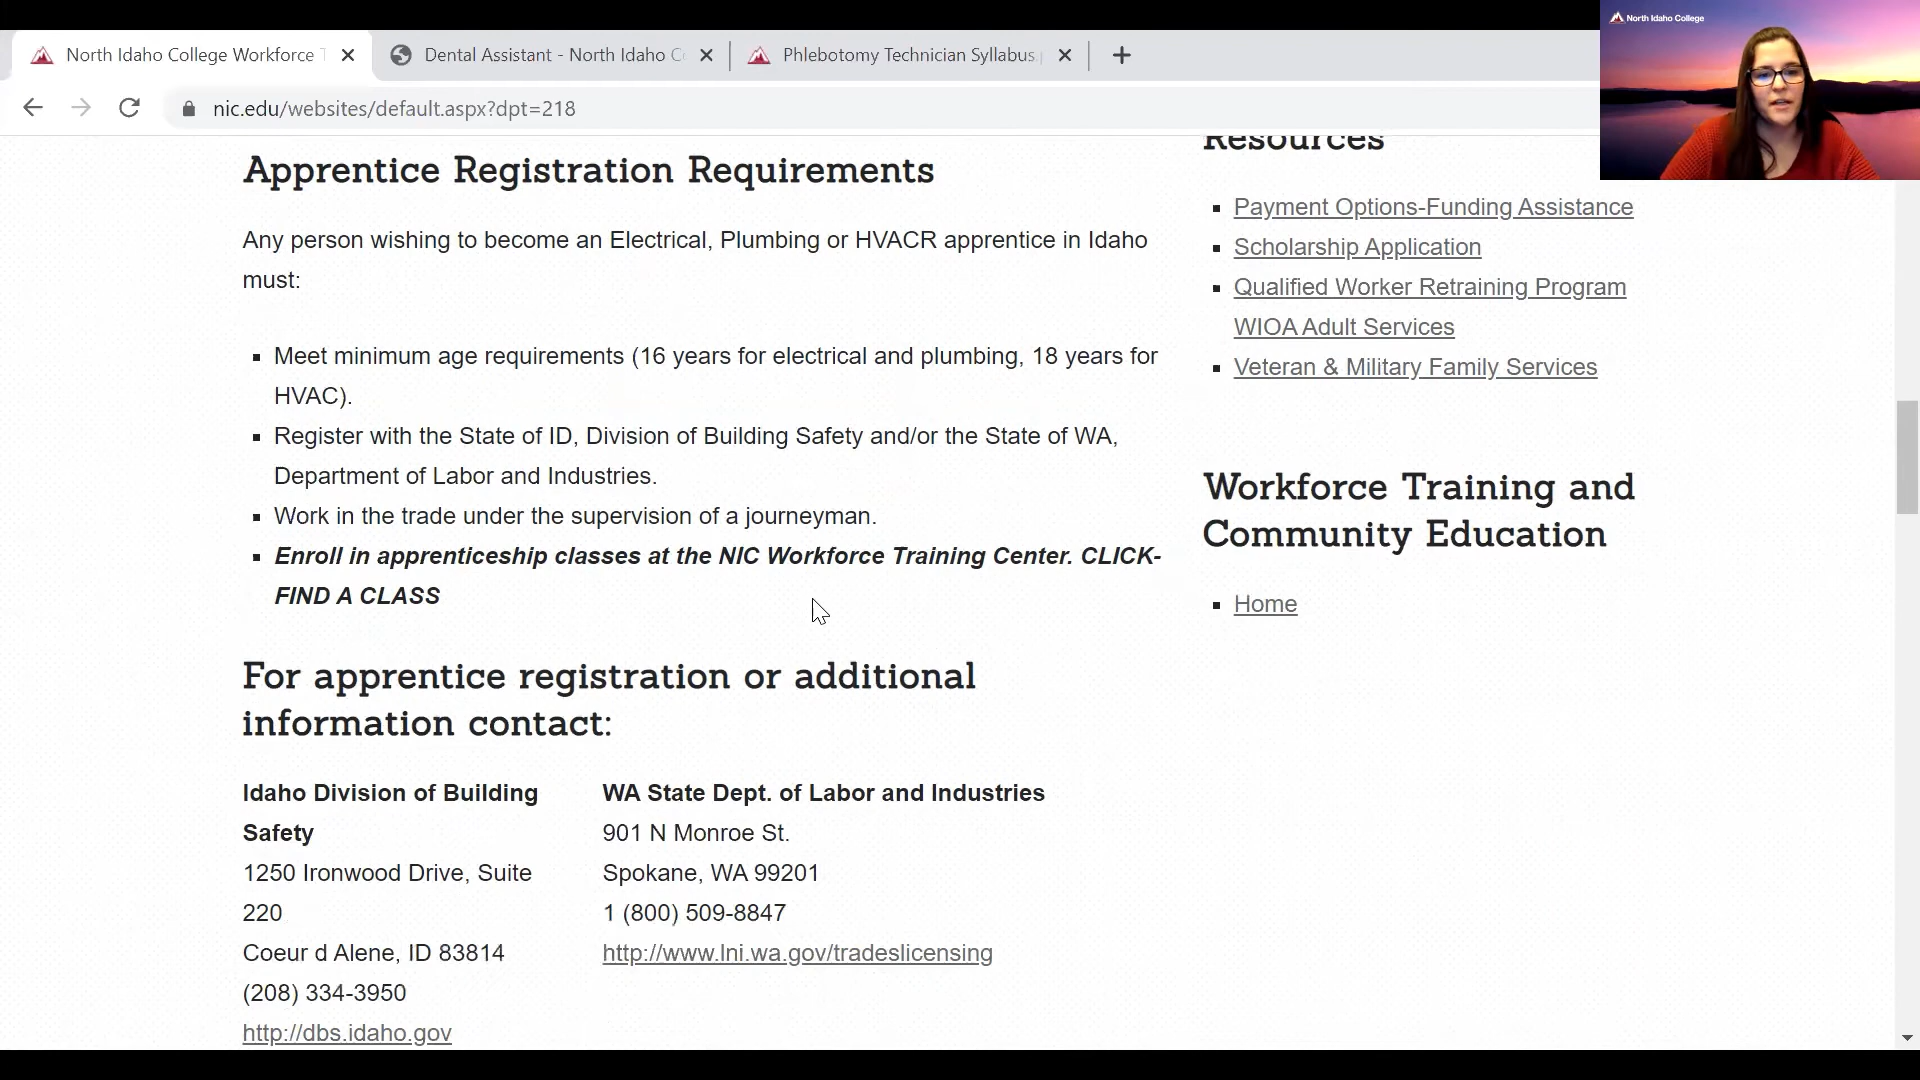 North Idaho College Workforce T
Dental Assistant - North Idaho C
Phlebotomy Technician Syllabus.p
nic.edu/websites/default.aspx?dpt=218
North Idaho College
Apprentice Registration Requirements
Any person wishing to become an Electrical, Plumbing or HVACR apprentice in Idaho
must:
Meet minimum age requirements (16 years for electrical and plumbing, 18 years for
HVAC).
Register with the State of ID, Division of Building Safety and/or the State of WA,
Department of Labor and Industries.
Work in the trade under the supervision of a journeyman.
Enroll in apprenticeship classes at the NIC Workforce Training Center. CLICK-
FIND A CLASS
For apprentice registration or additional
information contact:
Idaho Division of Building
Safety
1250 Ironwood Drive, Suite
220
Coeur d Alene, ID 83814
(208) 334-3950
http://dbs.idaho.gov
WA State Dept. of Labor and Industries
901 N Monroe St.
Spokane, WA 99201
1 (800) 509-8847
http://www.lni.wa.gov/tradeslicensing
Resources
Payment Options-Funding Assistance
Scholarship Application
Qualified Worker Retraining Program
WIOA Adult Services
Veteran & Military Family Services
Workforce Training and
Community Education
Home